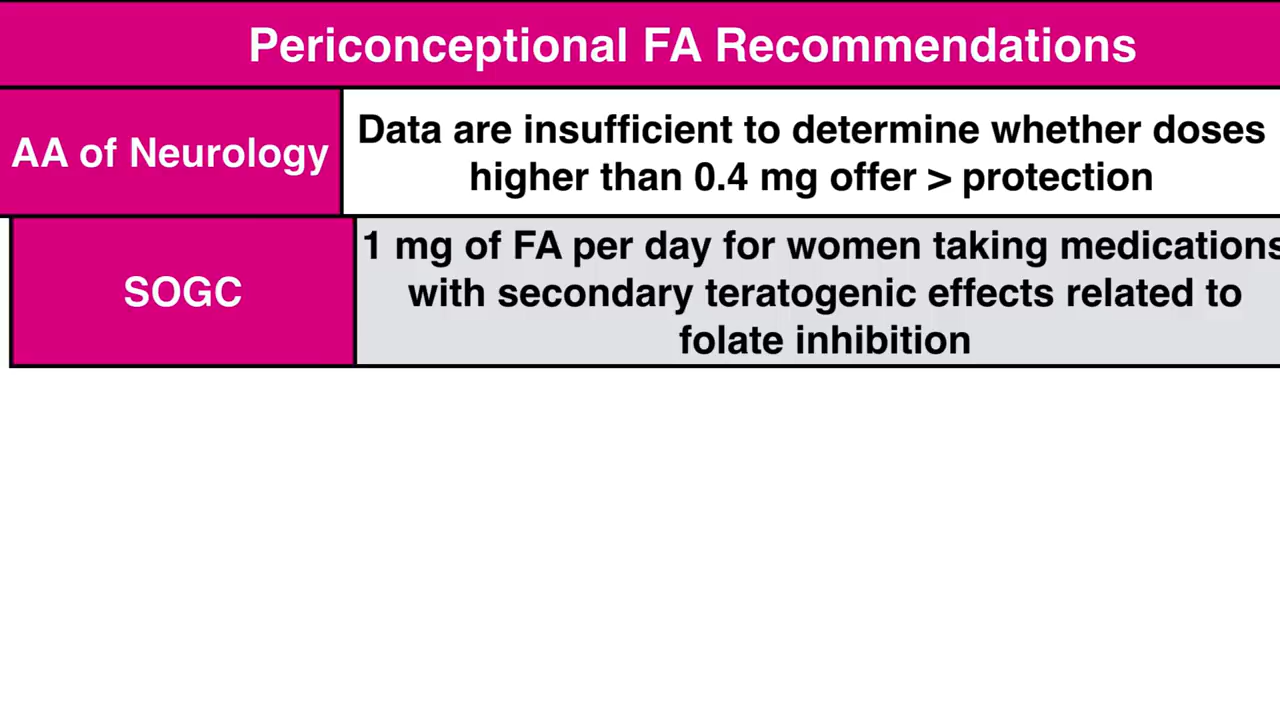 Periconceptional FA Recommendations
AA of Neurology
Data are insufficient to determine whether doses
higher than 0.4 mg offer > protection
SOGC
1 mg of FA per day for women taking medications
with secondary teratogenic effects related to
folate inhibition